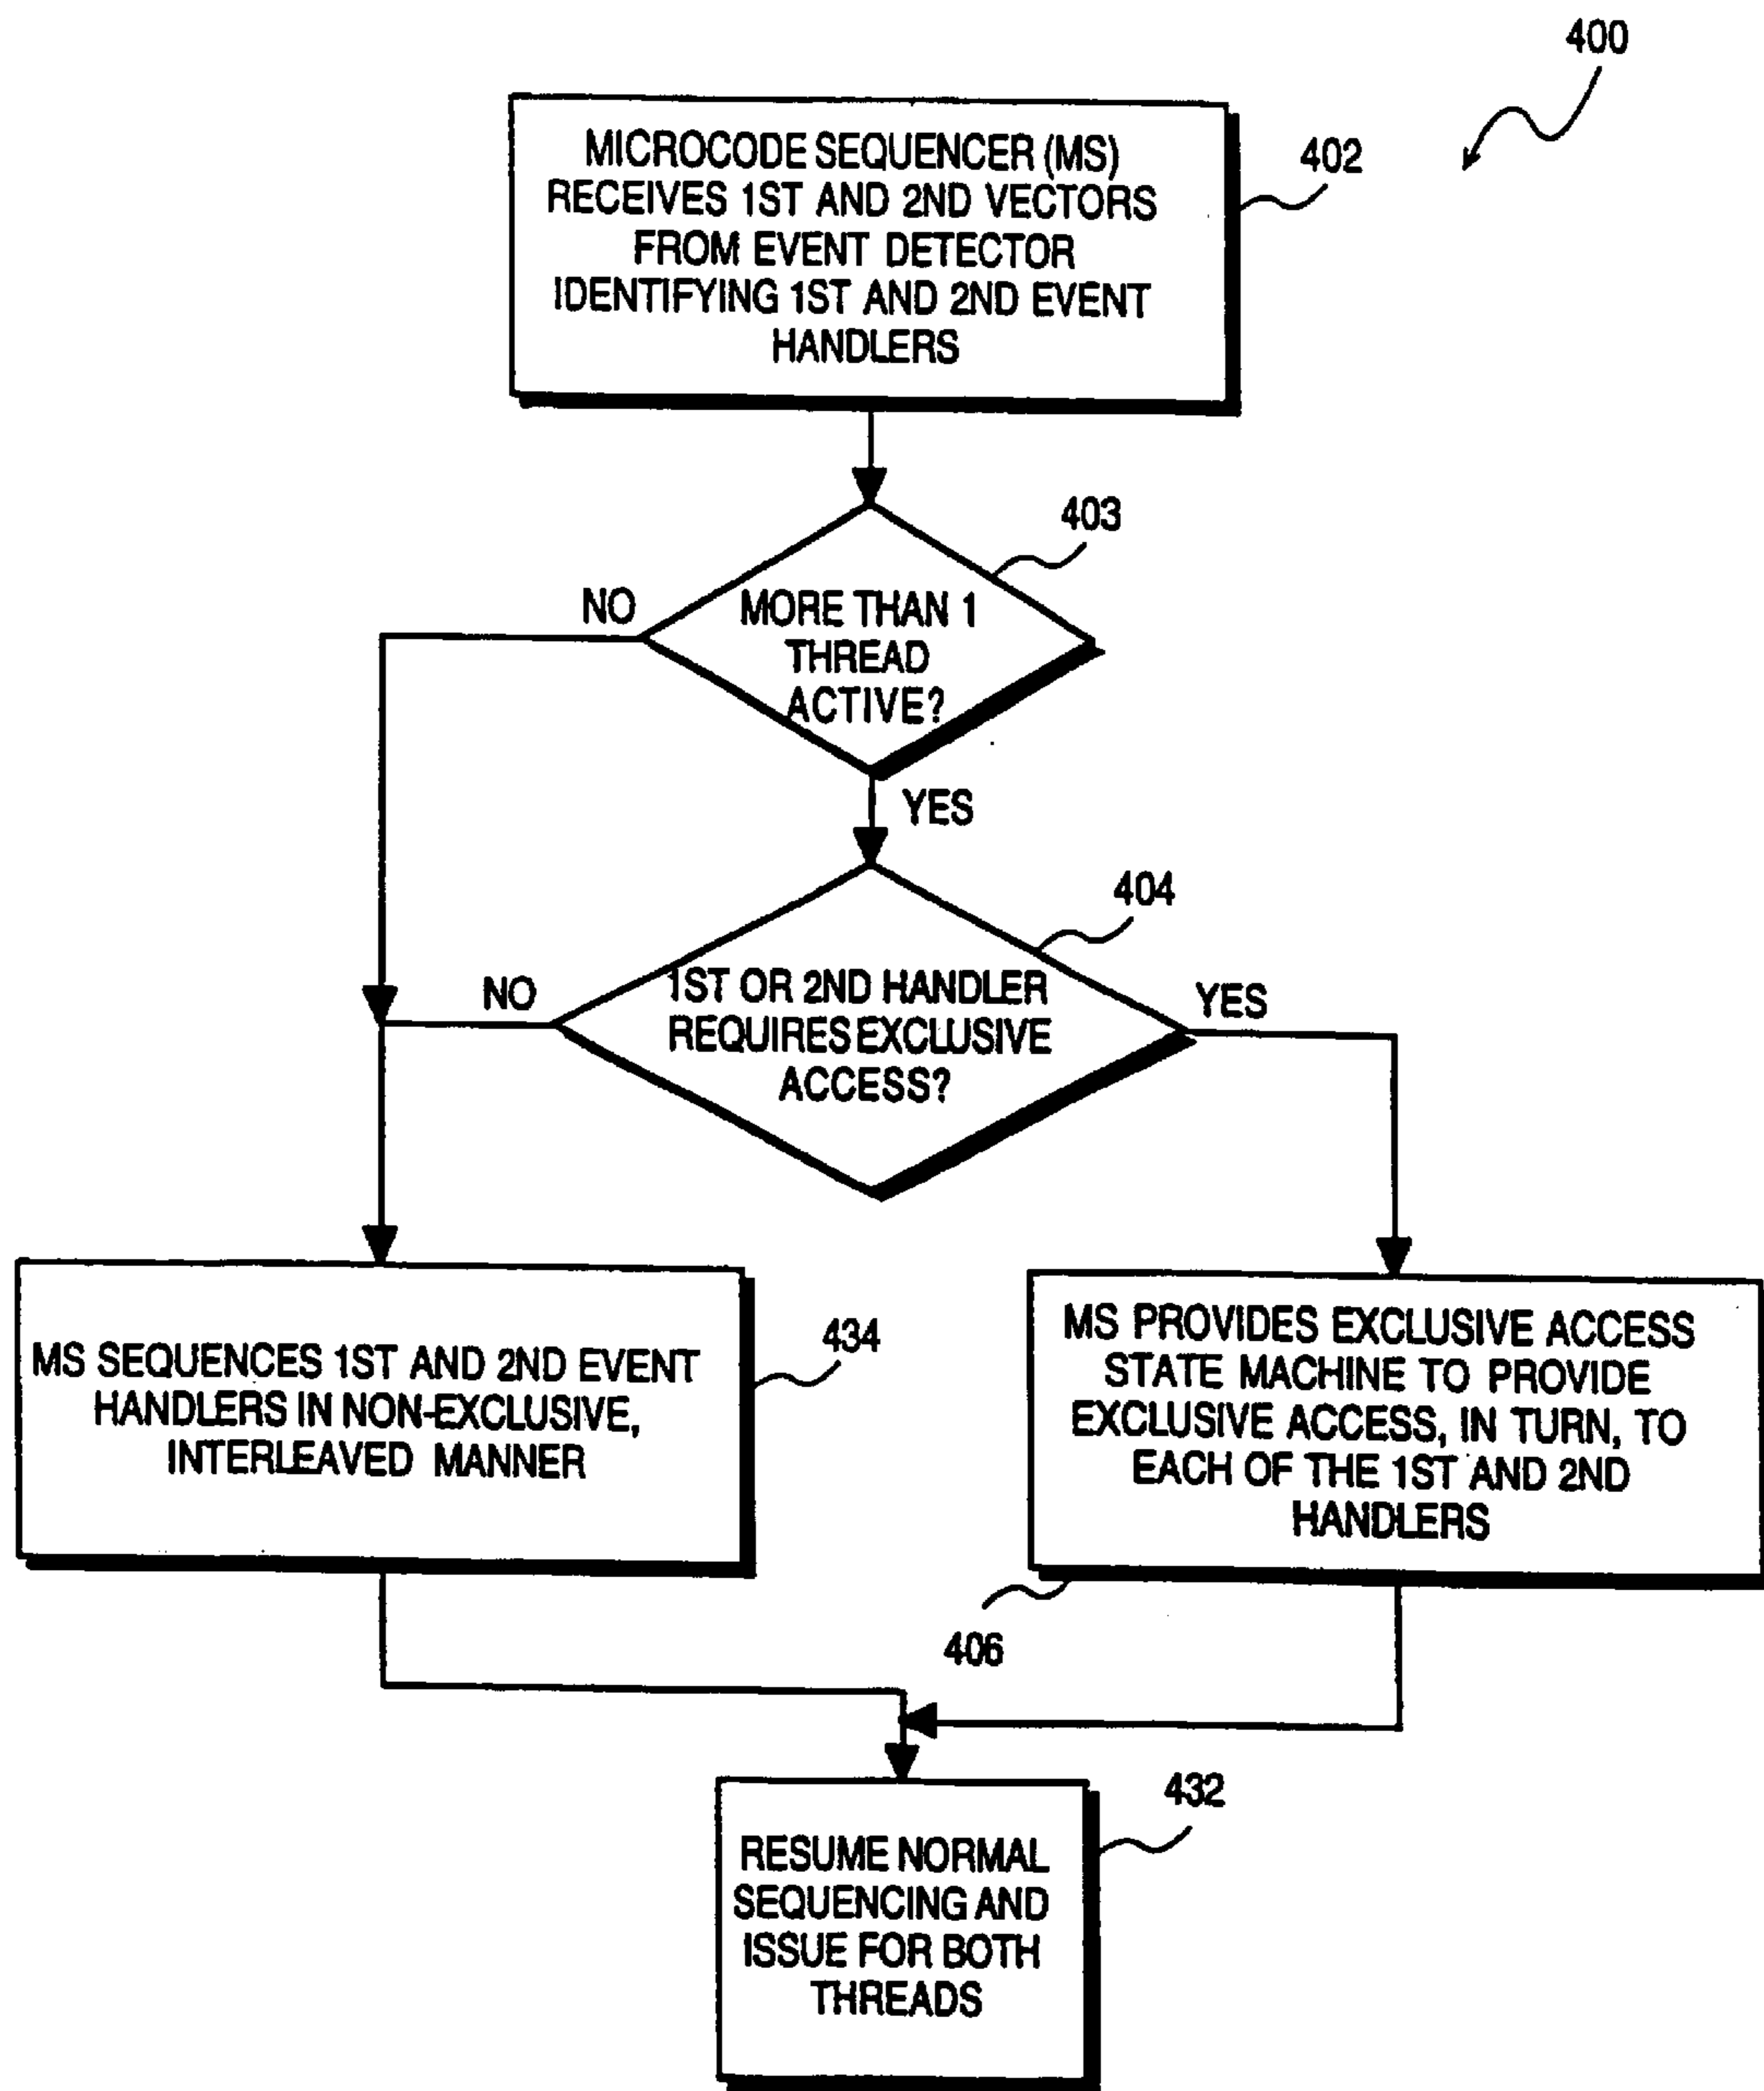 400
MICROCODE SEQUENCER (MS)
RECEIVES 1ST AND 2ND VECTORS
FROM EVENT DETECTOR
IDENTIFYING 1ST AND 2ND EVENT
HANDLERS
402
403
MORE THAN 1
THREAD
ACTIVE?
NO
YES
404
1ST OR 2ND HANDLER
REQUIRES EXCLUSIVE
ACCESS?
NO
YES
MS SEQUENCES 1ST AND 2ND EVENT
HANDLERS IN NON-EXCLUSIVE,
INTERLEAVED MANNER
434
MS PROVIDES EXCLUSIVE ACCESS
STATE MACHINE TO PROVIDE
EXCLUSIVE ACCESS, IN TURN, TO
EACH OF THE 1ST AND 2ND
HANDLERS
406
432
RESUME NORMAL
SEQUENCING AND
ISSUE FOR BOTH
THREADS